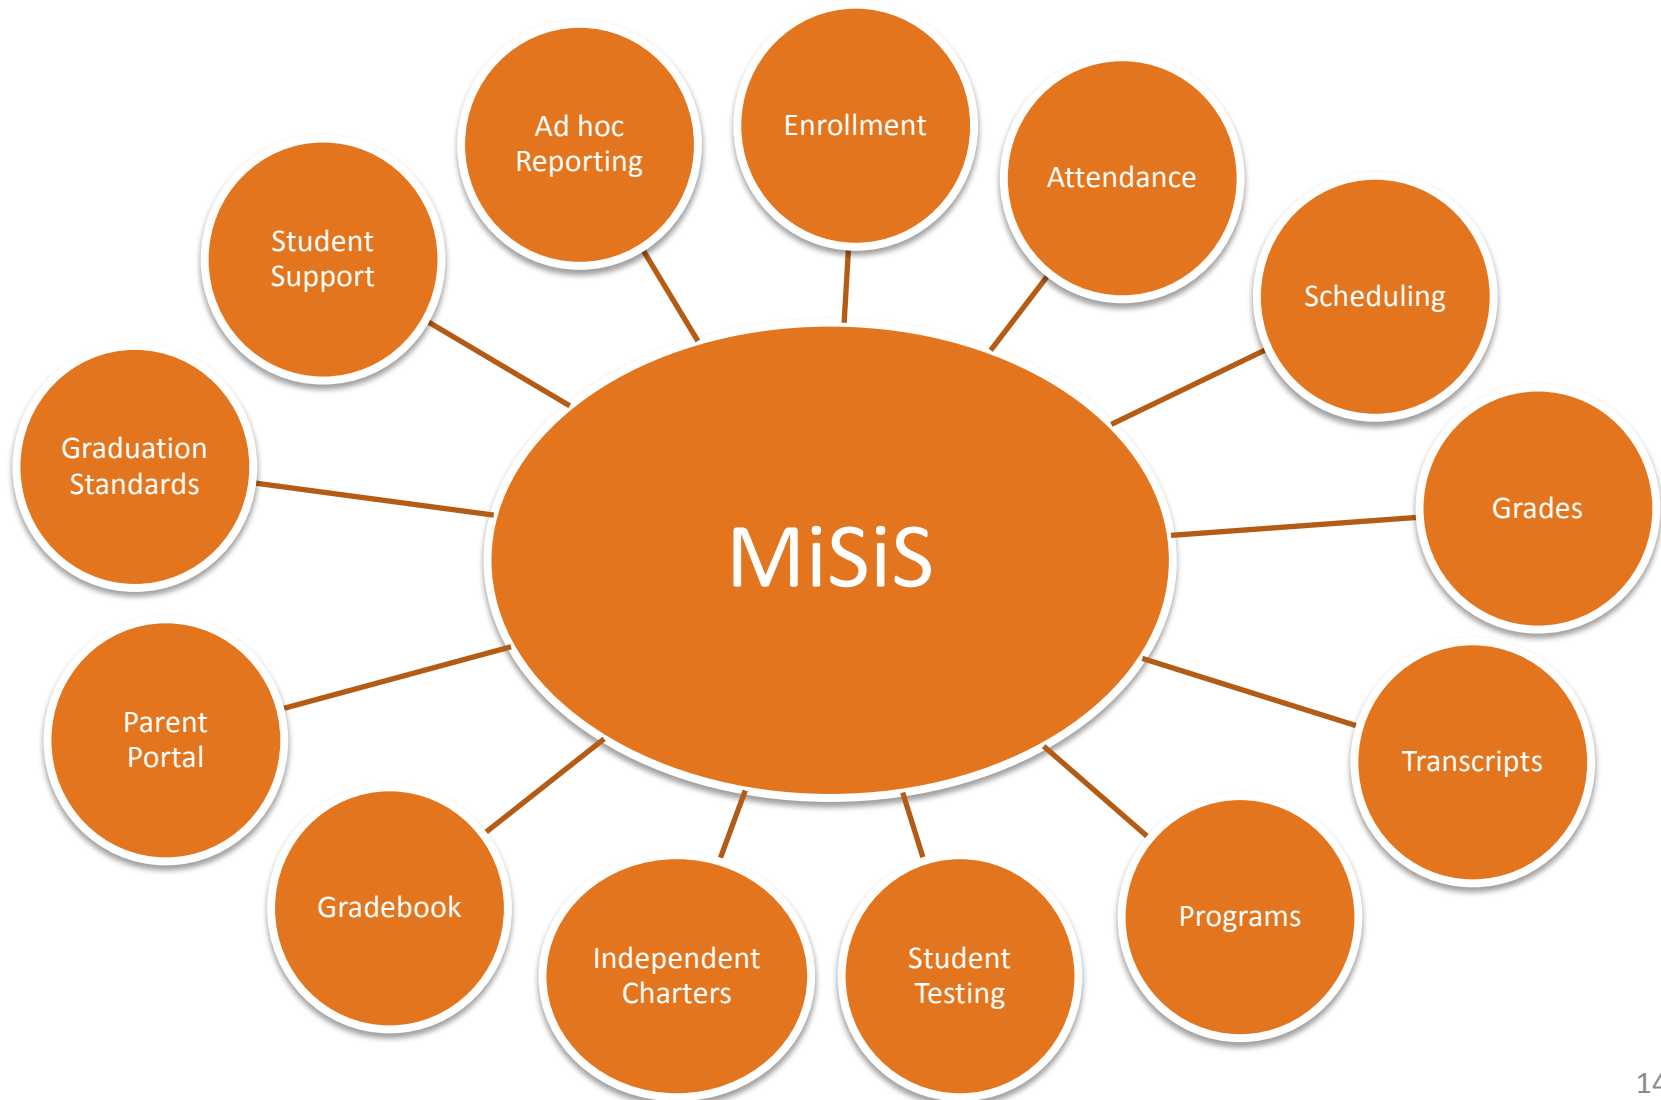 Enrollment
Attendance
Scheduling
Grades
Transcripts
Programs
Student
Testing
Independent
Charters
Gradebook
Parent
Portal
Graduation
Standards
Student
Support
Ad hoc
Reporting
MiSiS
14